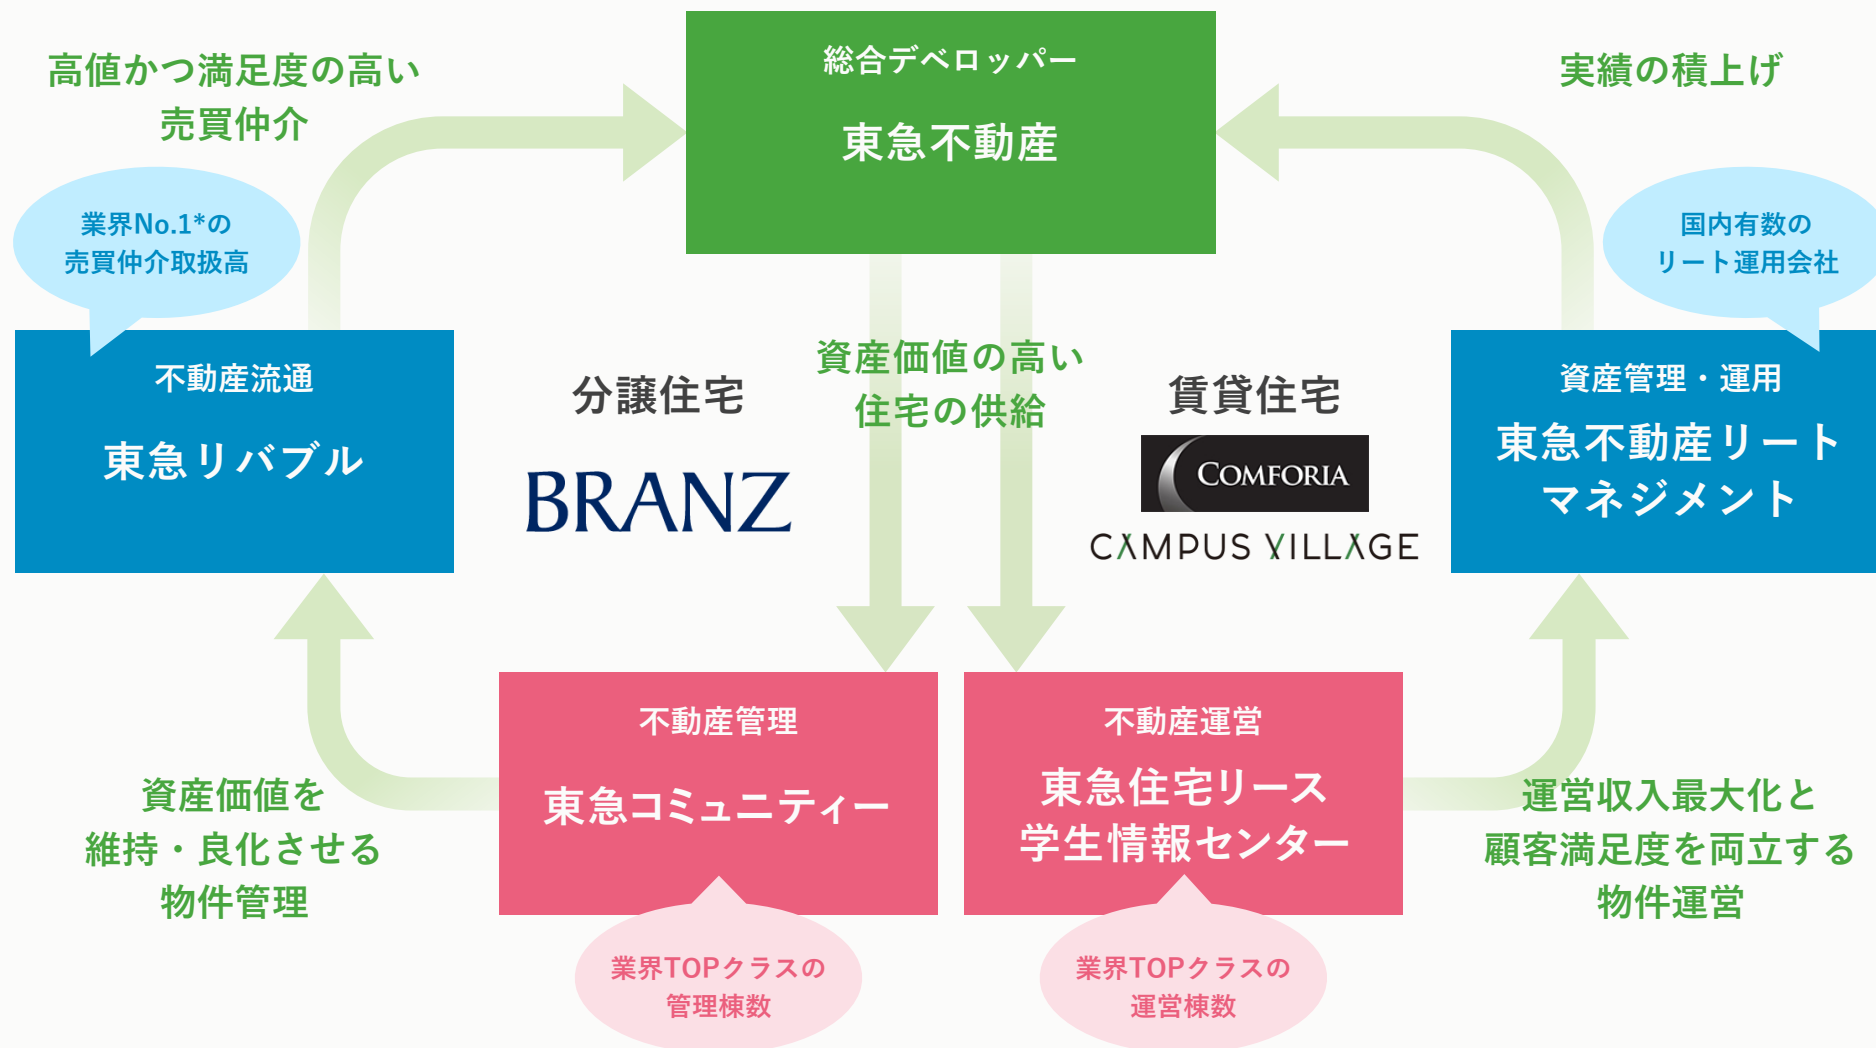 総合デベロッパー
東急不動産
高値かつ満足度の高い
売買仲介
実績の積上げ
業界No.1*の
売買仲介取扱高
国内有数の
リート運用会社
不動産流通
東急リバブル
分譲住宅
BRANZ
資産価値の高い
住宅の供給
賃貸住宅
COMFORIA
CAMPUS VILLAGE
資産管理・運用
東急不動産リート
マネジメント
資産価値を
維持・良化させる
物件管理
不動産管理
東急コミュニティー
業界TOPクラスの
管理棟数
不動産運営
東急住宅リース
学生情報センター
業界TOPクラスの
運営棟数
運営収入最大化と
顧客満足度を両立する
物件運営